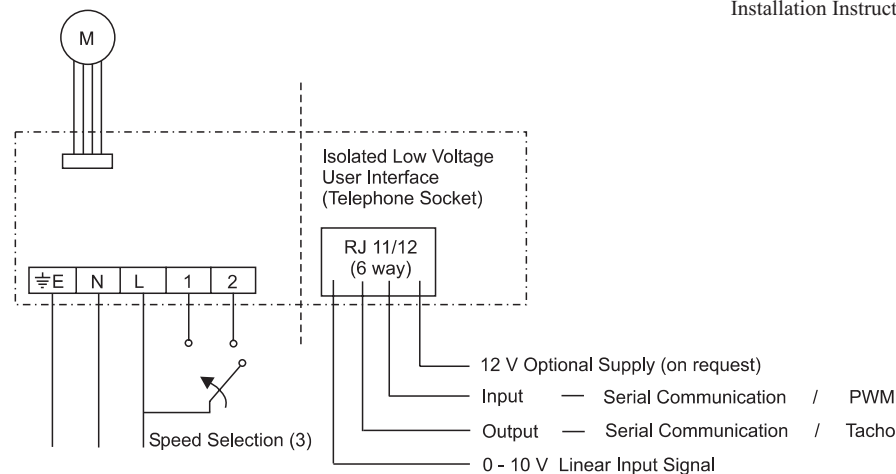 Installation Instruct
M
Isolated Low Voltage
User Interface
(Telephone Socket)
RJ 11/12
(6 way)
E N L 1 2
12 V Optional Supply (on request)
Input — Serial Communication / PWM
Speed Selection (3)
Output — Serial Communication / Tacho
0 - 10 V Linear Input Signal